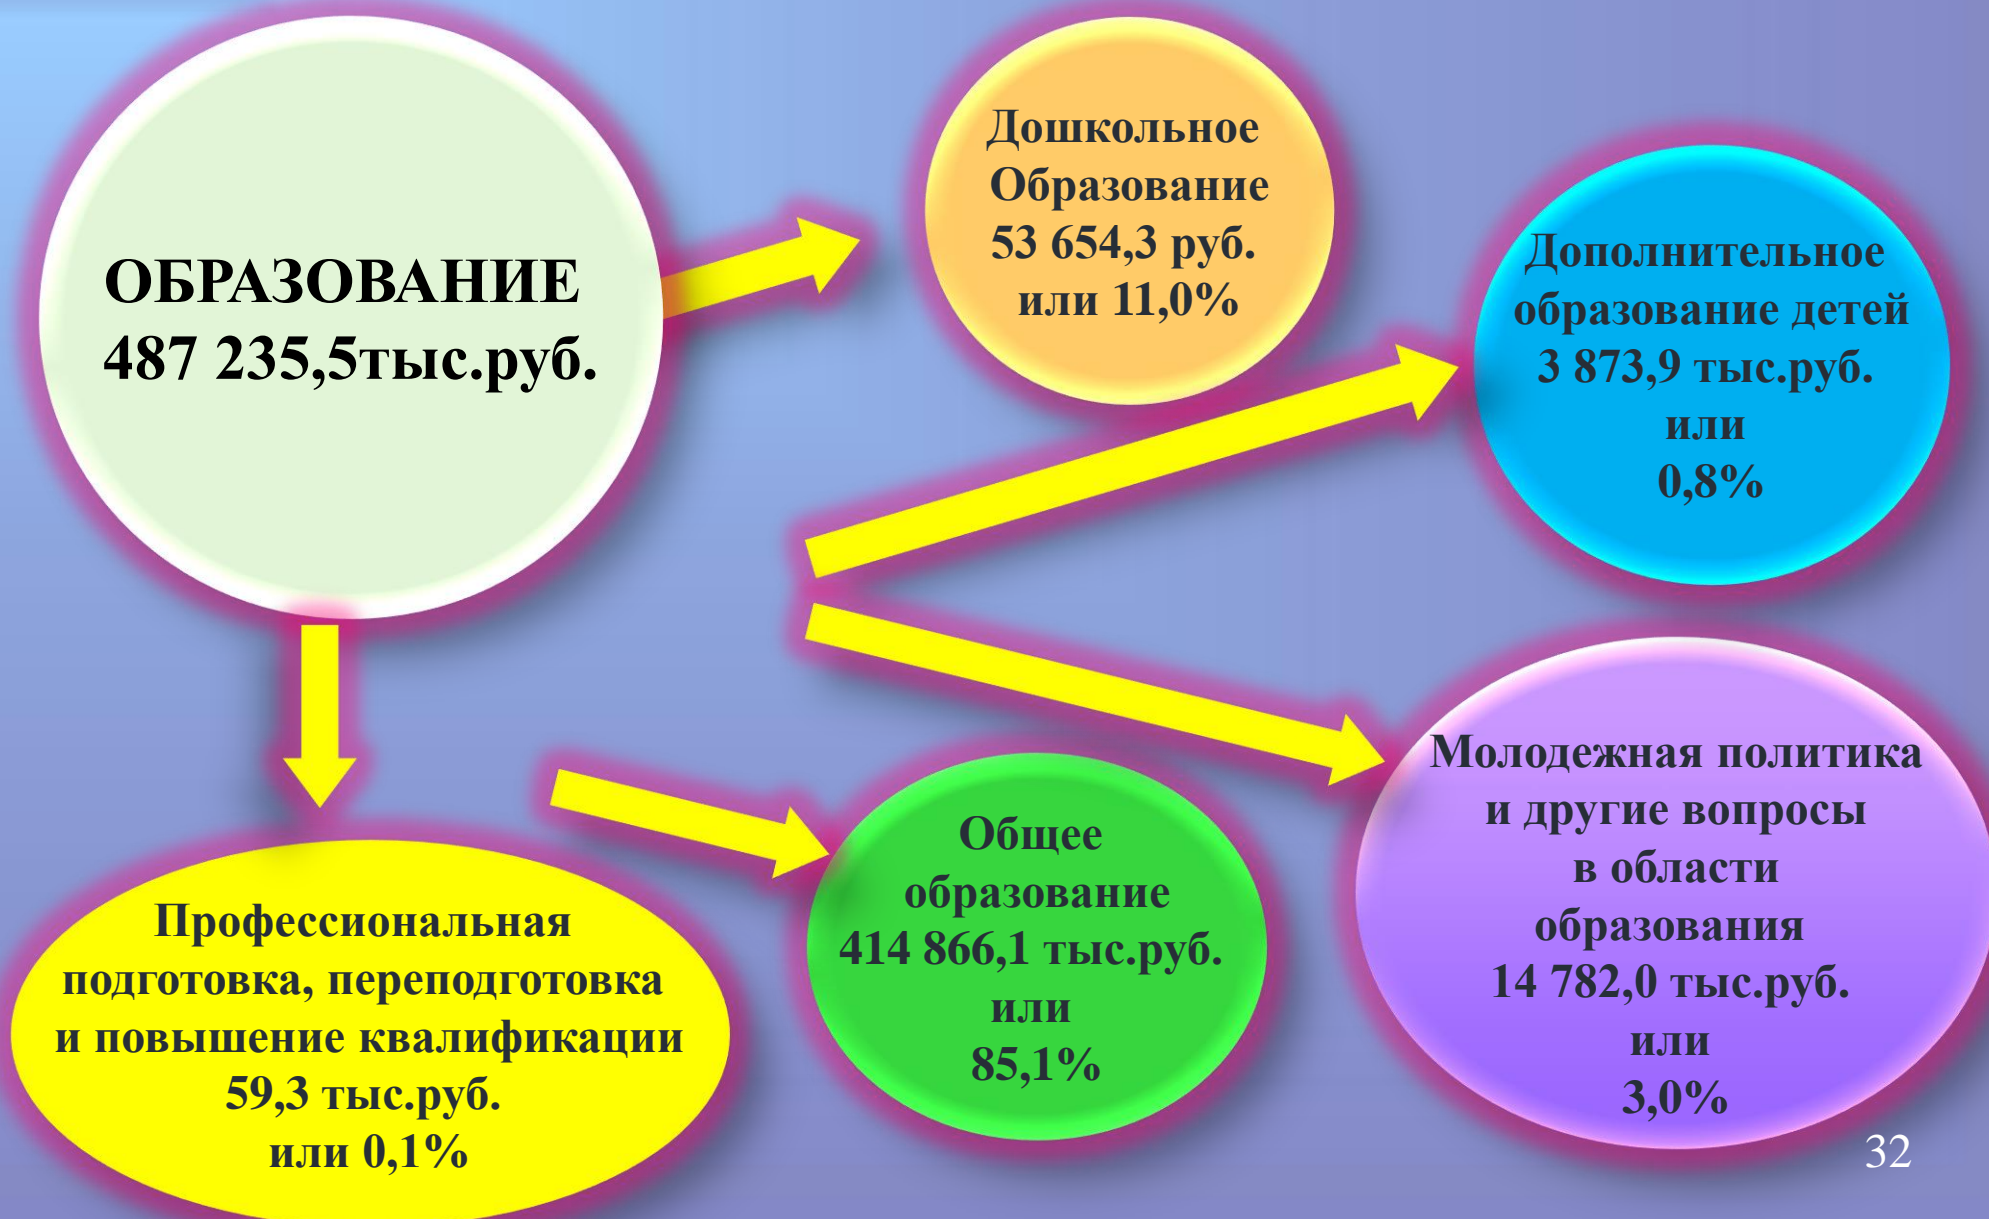 ОБРАЗОВАНИЕ
487 235,5тыс.руб.
Дошкольное
Образование
53 654,3 руб.
или 11,0%
Дополнительное
образование детей
3 873,9 тыс.руб.
или
0,8%
Профессиональная
подготовка, переподготовка
и повышение квалификации
59,3 тыс.руб.
или 0,1%
Общее
образование
414 866,1 тыс.руб.
или
85,1%
Молодежная политика
и другие вопросы
в области
образования
14 782,0 тыс.руб.
или
3,0%
32